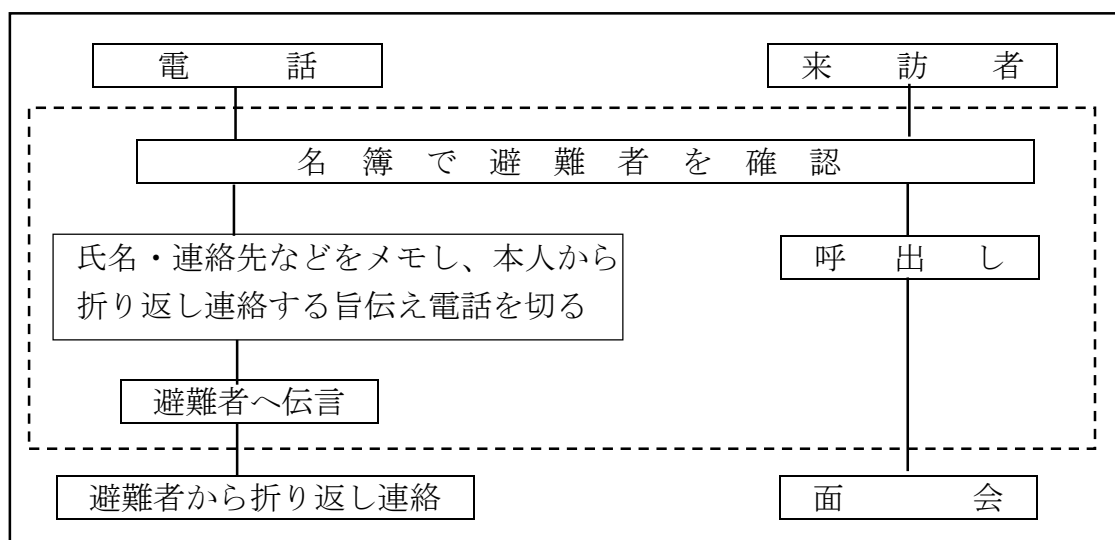 電話
来訪者
名簿で避難者を確認
氏名・連絡先などをメモし、本人から
折り返し連絡する旨伝え電話を切る
呼出し
避難者へ伝言
避難者から折り返し連絡
面会